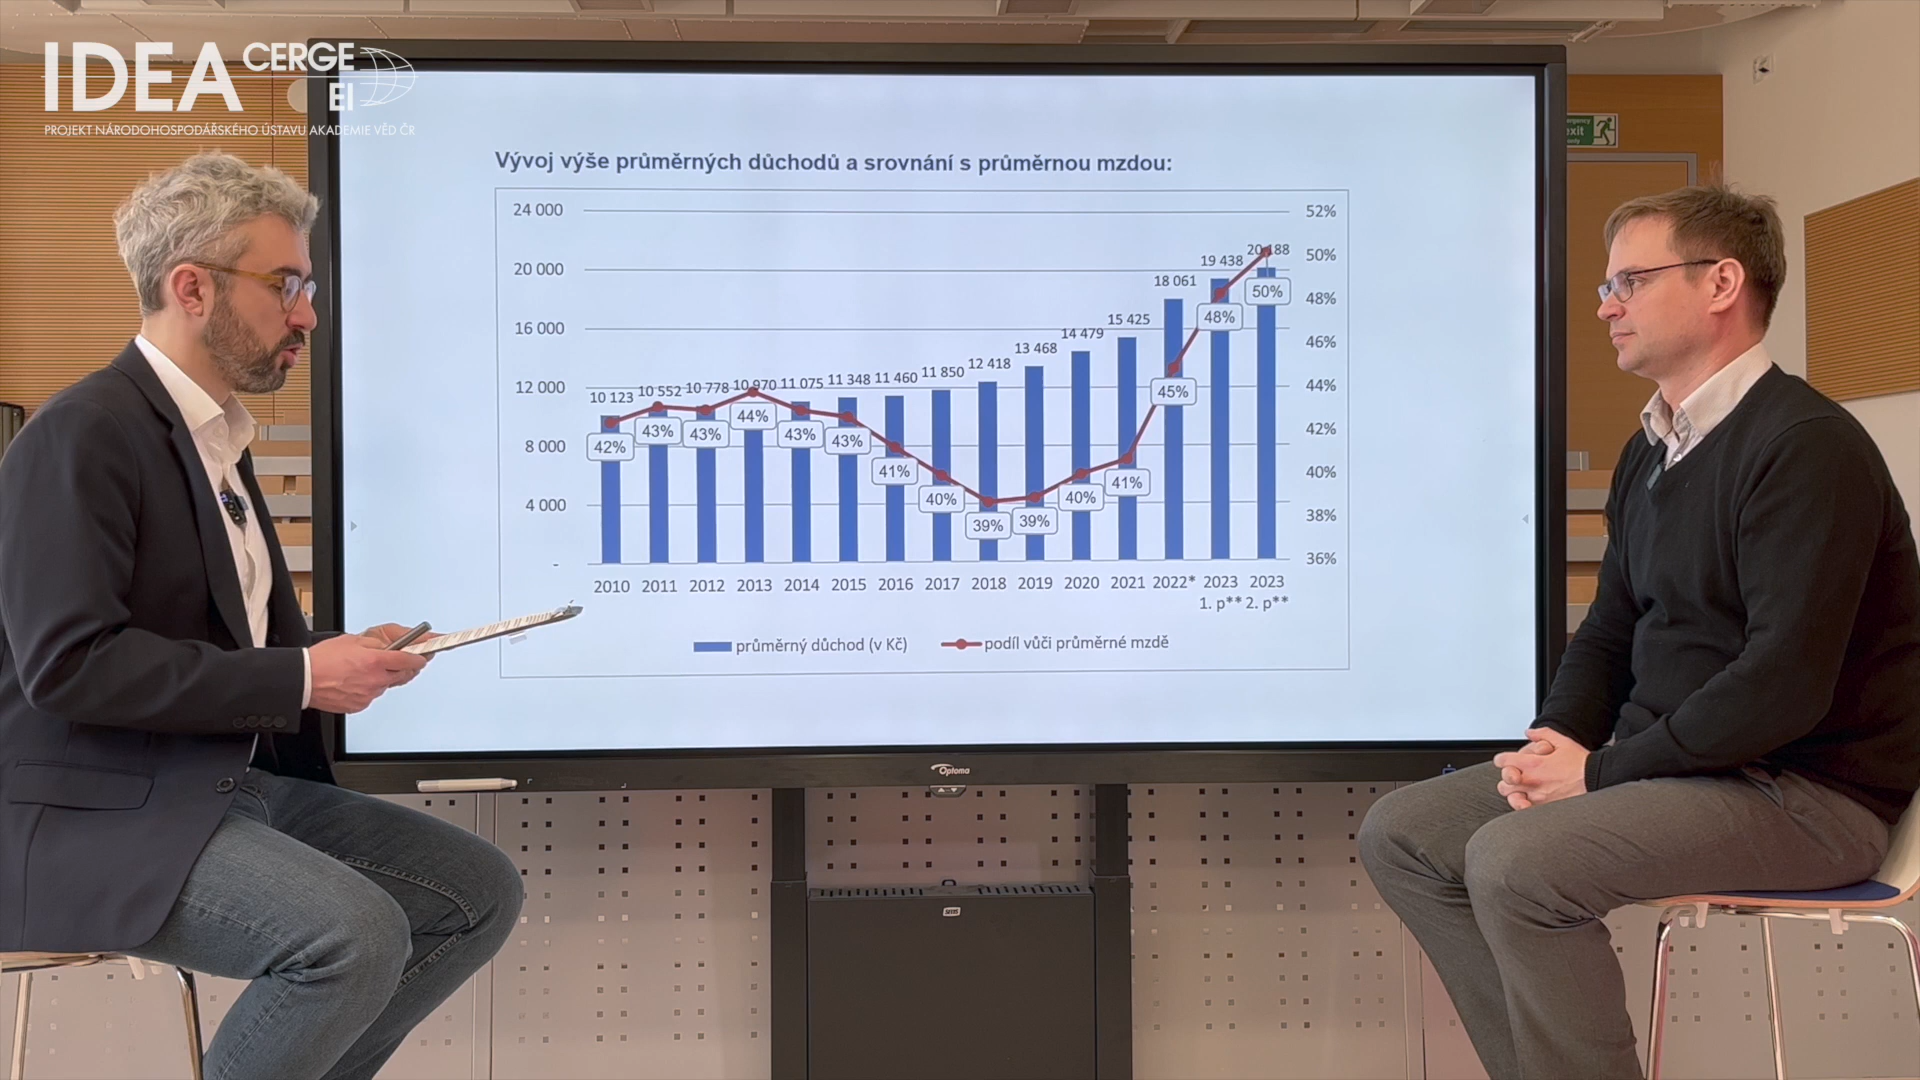 IDEA CERGE
EI
PROJEKT NÁRODOHOSPODÁŘSKÉHO ÚSTAVU AKADEMIE VĚD ČR
exit
Vývoj výše průměrných důchodů a srovnání s průměrnou mzdou:
24 000
20 000
16 000
12 000
8 000
4 000
-
52%
50%
48%
46%
44%
42%
40%
38%
36%
10 123 10 552 10 778 10 970 11 075 11 348 11 460 11 850 12 418 13 468 14 479 15 425 18 061 19 438 20 188
42% 43% 43% 44% 43% 43% 41% 40% 39% 39% 40% 41% 45% 48% 50%
2010 2011 2012 2013 2014 2015 2016 2017 2018 2019 2020 2021 2022* 2023 2023
1. p** 2. p**
průměrný důchod (v Kč) podíl vůči průměrné mzdě
Optoma
sms